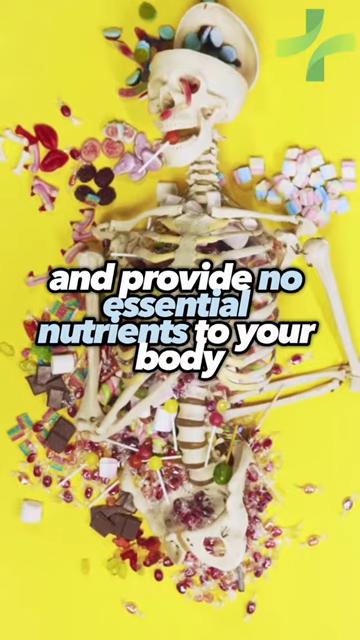 and provide no
essential
nutrients to your
body